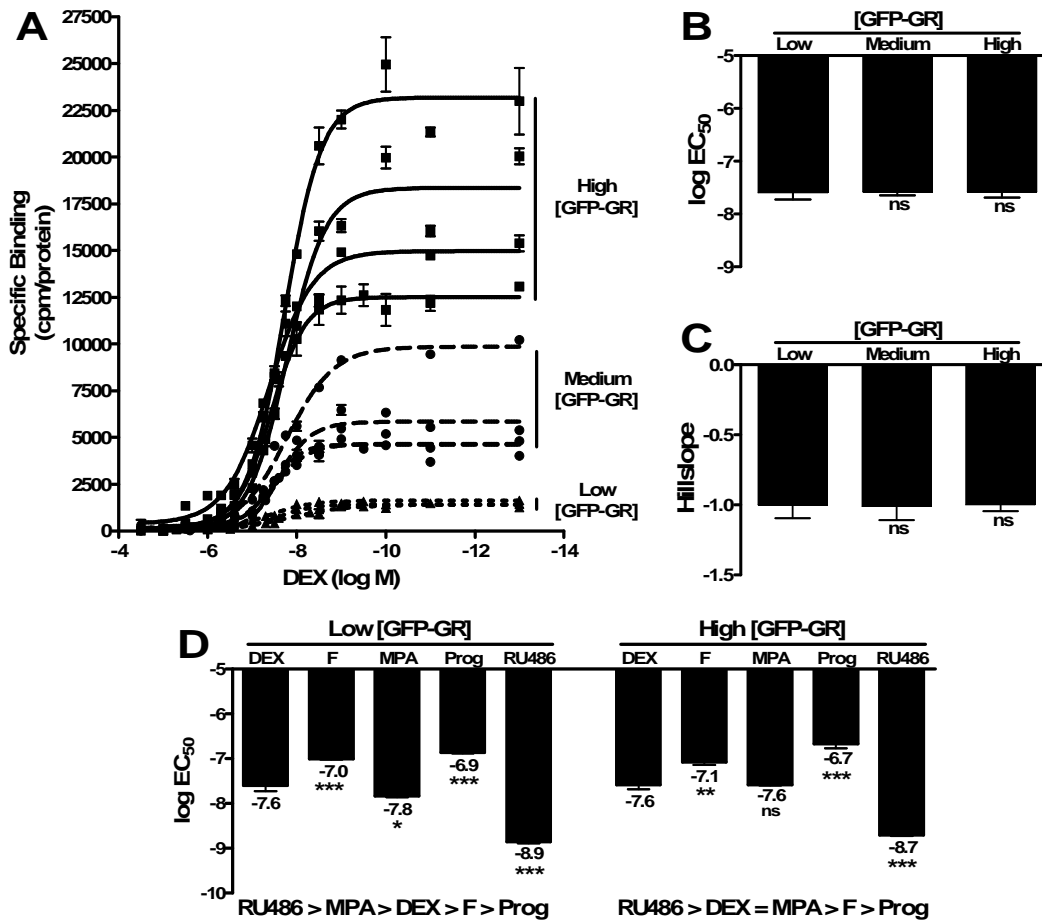 A
27500
25000
22500
20000
17500
15000
12500
10000
7500
5000
2500
0
-4
-6
-8
-10
-12
-14
Specific Binding
(cpm/protein)
DEX (log M)
High
[GFP-GR]
Medium
[GFP-GR]
Low
[GFP-GR]
B
[GFP-GR]
Low Medium High
-5
-6
-7
-8
-9
log EC50
ns
ns
C
[GFP-GR]
Low Medium High
0.0
-0.5
-1.0
-1.5
Hillslope
ns
ns
D
Low [GFP-GR]
DEX F MPA Prog RU486
High [GFP-GR]
DEX F MPA Prog RU486
-5
-6
-7
-8
-9
-10
log EC50
-7.6
-7.0
***
-7.8
*
-6.9
***
-8.9
***
-7.6
-7.1
**
-7.6
ns
-6.7
***
-8.7
***
RU486 > MPA > DEX > F > Prog
RU486 > DEX = MPA > F > Prog